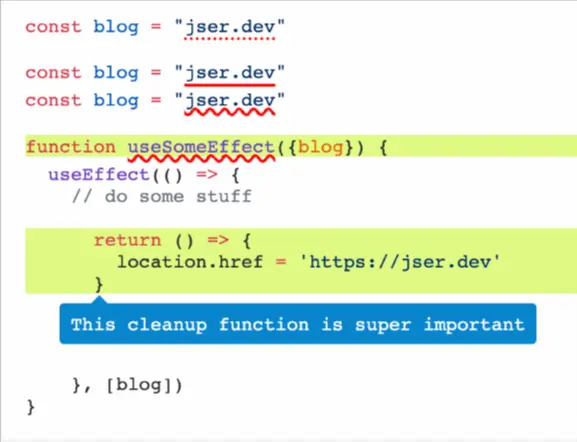 const blog = "jser.dev"
const blog = "jser.dev"
const blog = "jser.dev"
function useSomeEffect({blog}) {
  useEffect(() => {
    // do some stuff
      return () => {
        location.href = 'https://jser.dev'
      }
This cleanup function is super important
    }, [blog])
}